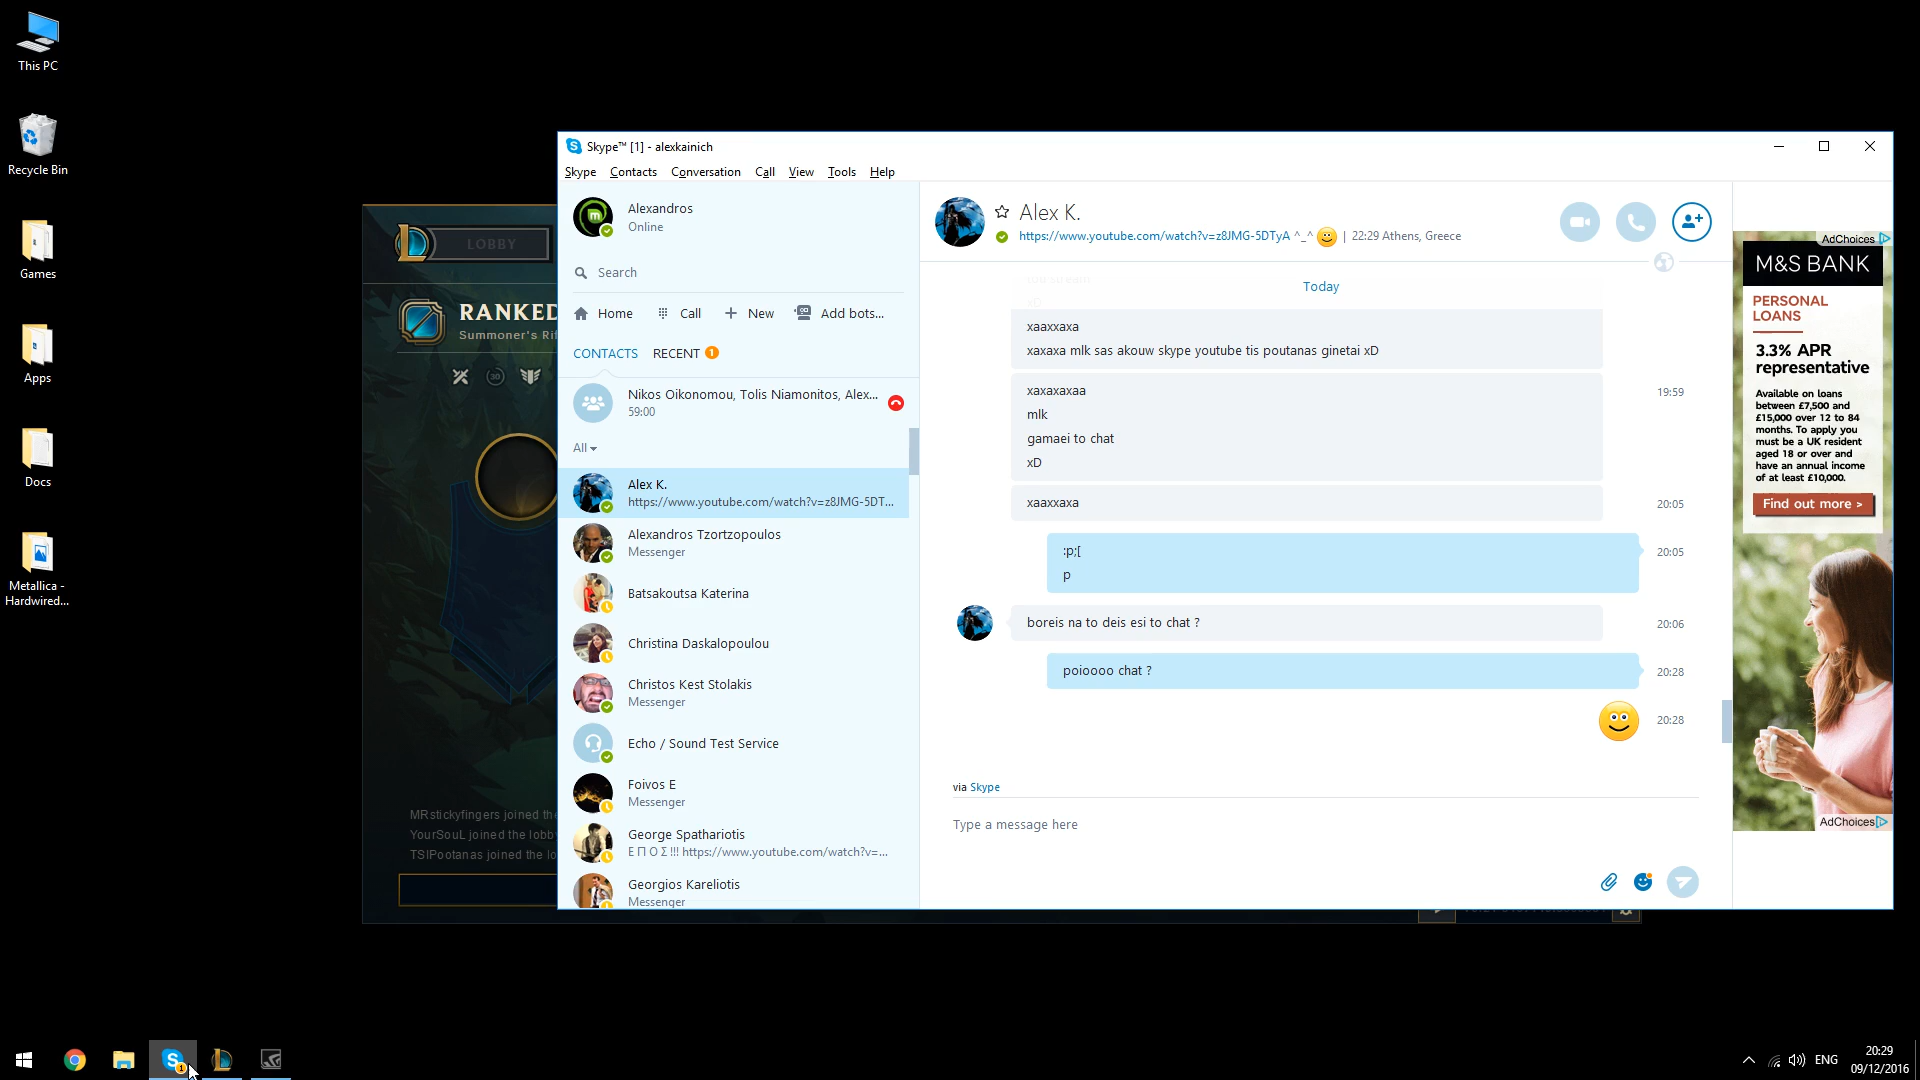 This PC
Recycle Bin
Games
Apps
Docs
Metallica -
Hardwired...
LOBBY
RANKED
Summoner's Rif
30
MRstickyfingers joined the
YourSouL joined the lobb
TSIPootanas joined the lo
Skype™ [1] - alexkainich
Skype Contacts Conversation Call View Tools Help
Alexandros
Online
Search
Home Call New Add bots...
CONTACTS RECENT 1
Nikos Oikonomou, Tolis Niamonitos, Alex...
59:00
All
Alex K.
https://www.youtube.com/watch?v=z8JMG-5DT...
Alexandros Tzortzopoulos
Messenger
Batsakoutsa Katerina
Christina Daskalopoulou
Christos Kest Stolakis
Messenger
Echo / Sound Test Service
Foivos E
Messenger
George Spathariotis
Ε Π Ο Σ !!! https://www.youtube.com/watch?v=...
Georgios Kareliotis
Messenger
Alex K.
https://www.youtube.com/watch?v=z8JMG-5DTyA ^_^ | 22:29 Athens, Greece
Today
xD
xaaxxaxa
xaxaxa mlk sas akouw skype youtube tis poutanas ginetai xD
xaxaxaxaa 19:59
mlk
gamaei to chat
xD
xaaxxaxa 20:05
:p;[ 20:05
p
boreis na to deis esi to chat ? 20:06
poioooo chat ? 20:28
20:28
via Skype
Type a message here
AdChoices
M&S BANK
PERSONAL
LOANS
3.3% APR
representative
Available on loans
between £7,500 and
£15,000 over 12 to 84
months. To apply you
must be a UK resident
aged 18 or over and
have an annual income
of at least £10,000.
Find out more >
AdChoices
ENG
20:29
09/12/2016